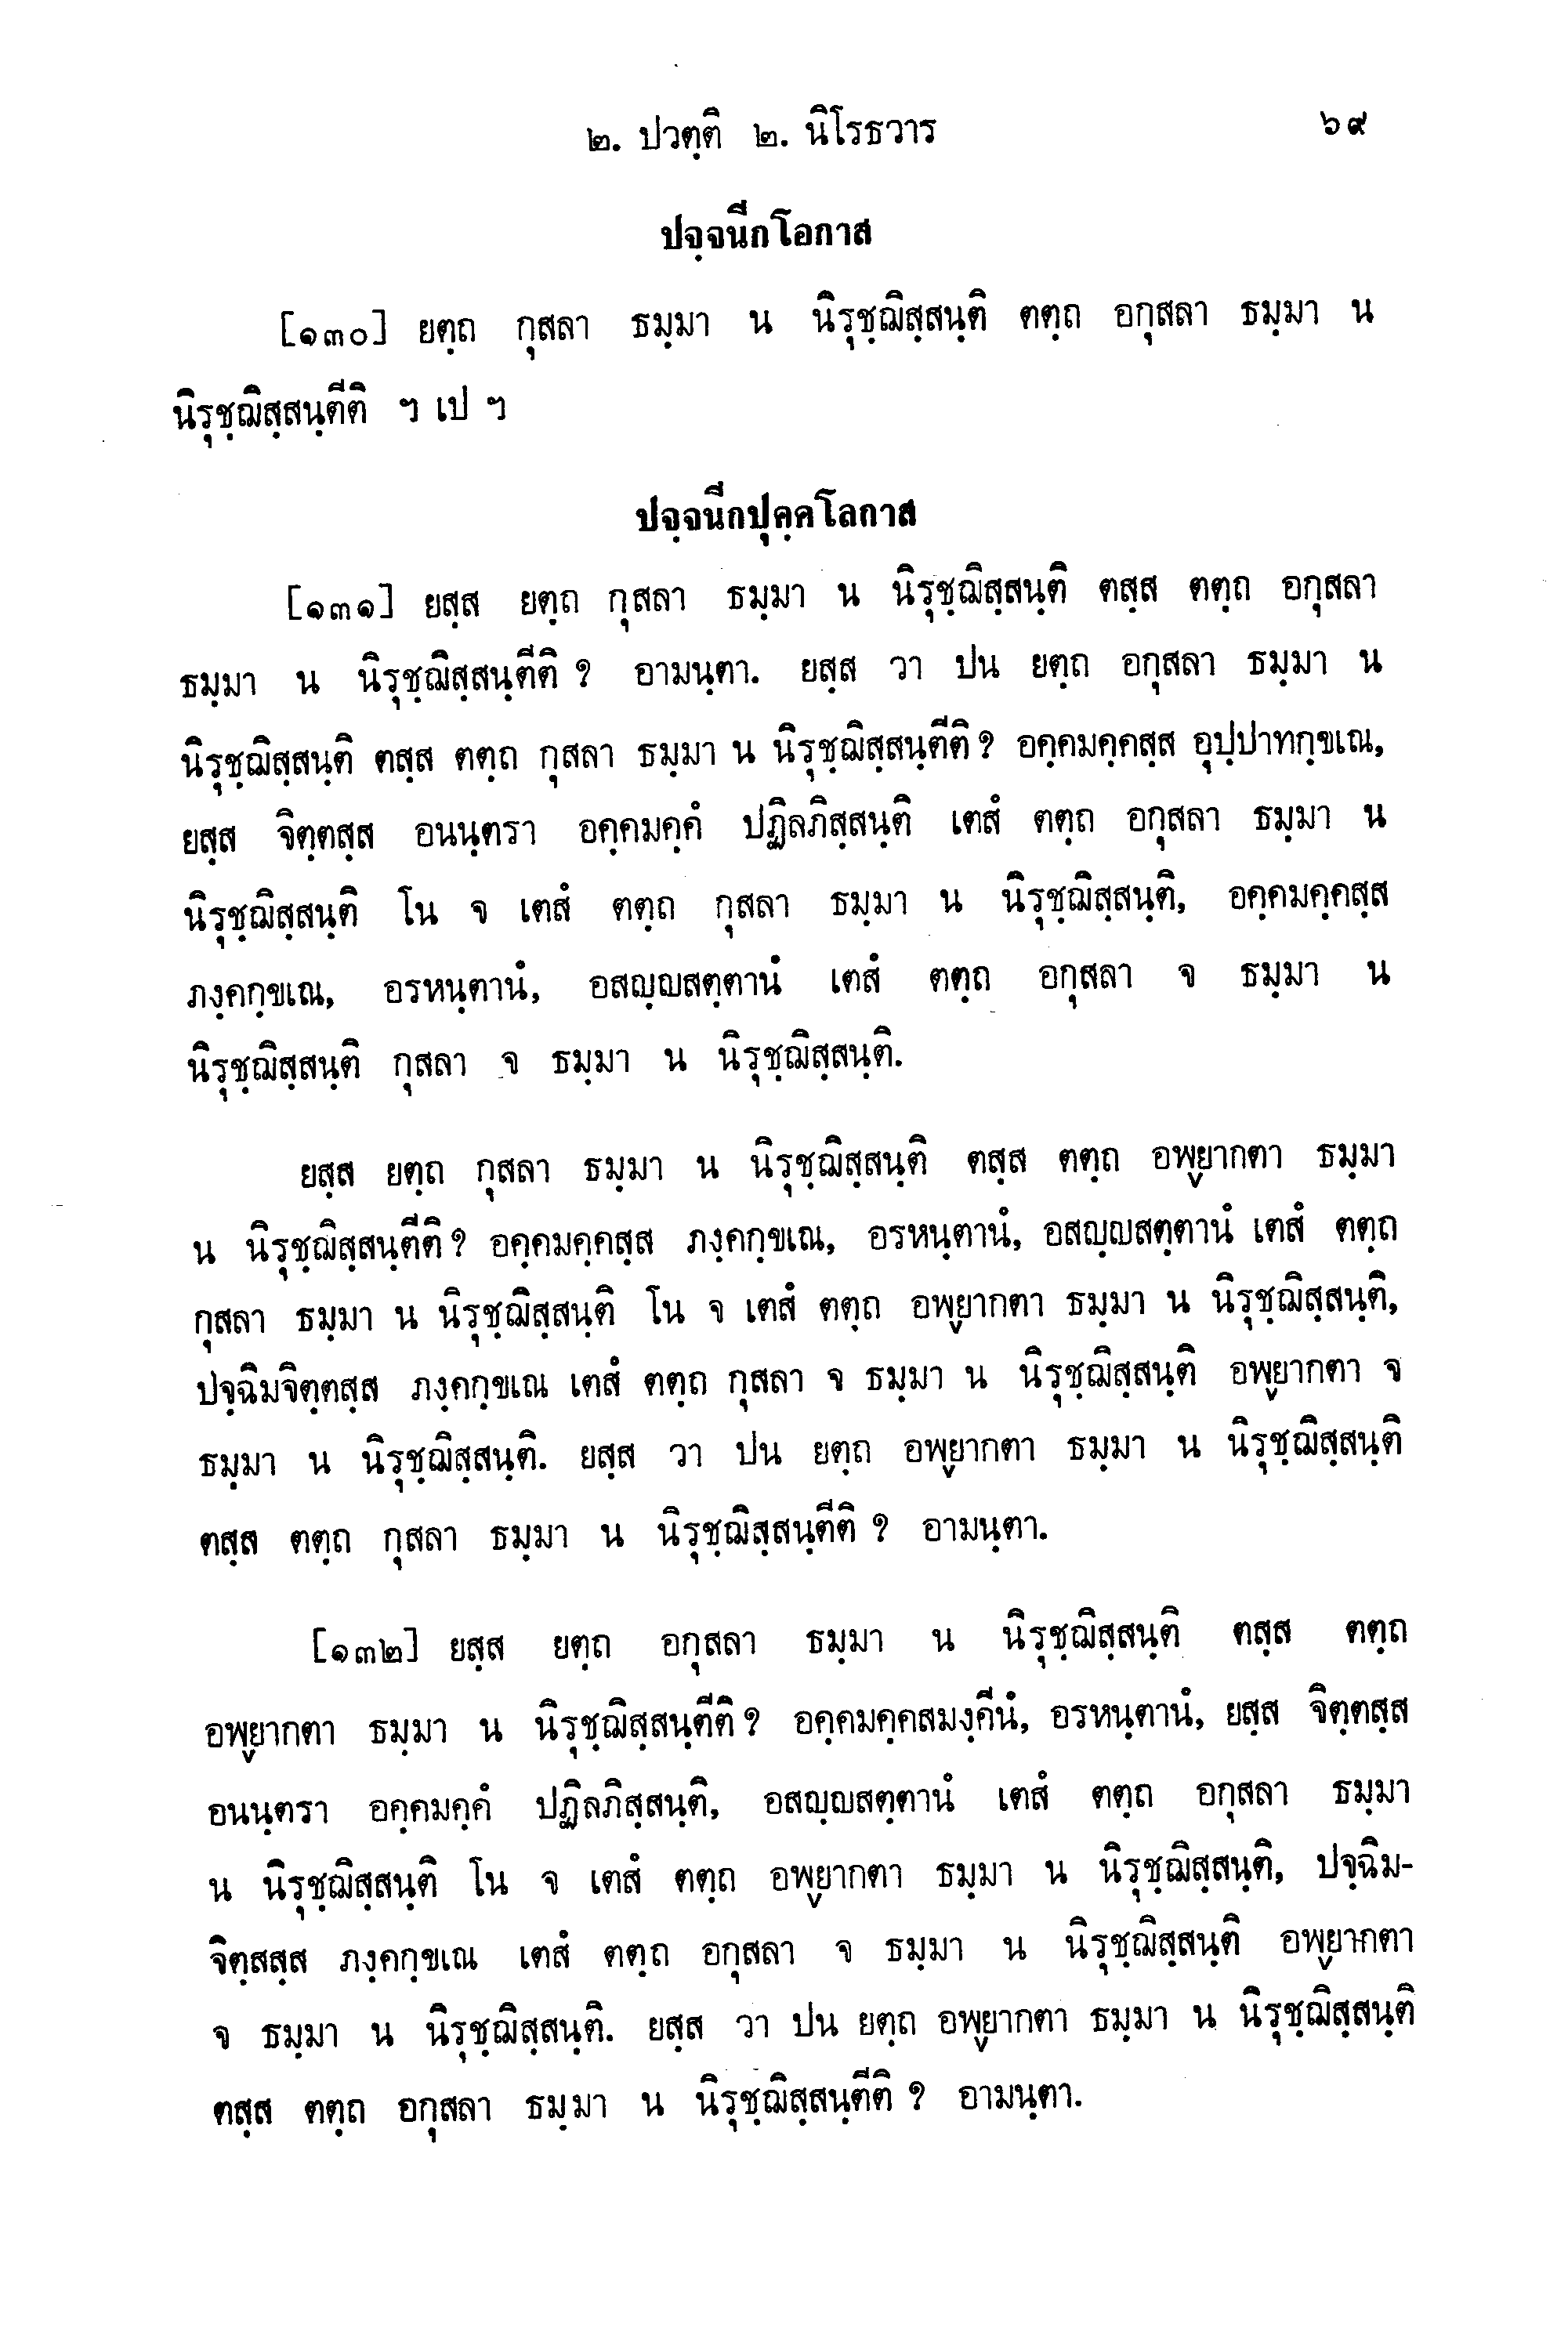 ๒. ปวตฺติ ๒. นิโรธวาร ๖๙
ปจฺจนีกโอกาส
[๑๓๐] ยตฺถ กุสลา ธมฺมา น นิรุชฺฌิสฺสนฺติ ตตฺถ อกุสลา ธมฺมา น
นิรุชฺฌิสฺสนฺตีติ ฯ เป ฯ
ปจฺจนีกปุคฺคโลกาส
[๑๓๑] ยสฺส ยตฺถ กุสลา ธมฺมา น นิรุชฺฌิสฺสนฺติ ตสฺส ตตฺถ อกุสลา
ธมฺมา น นิรุชฺฌิสฺสนฺตีติ ? อามนฺตา. ยสฺส วา ปน ยตฺถ อกุสลา ธมฺมา น
นิรุชฺฌิสฺสนฺติ ตสฺส ตตฺถ กุสลา ธมฺมา น นิรุชฺฌิสฺสนฺตีติ ? อคฺคมคฺคสฺส อุปฺปาทกฺขเณ,
ยสฺส จิตฺตสฺส อนนฺตรา อคฺคมคฺคํ ปฏิลภิสฺสนฺติ เตสํ ตตฺถ อกุสลา ธมฺมา น
นิรุชฺฌิสฺสนฺติ โน จ เตสํ ตตฺถ กุสลา ธมฺมา น นิรุชฺฌิสฺสนฺติ, อคฺคมคฺคสฺส
ภงฺคกฺขเณ, อรหนฺตานํ, อสญฺญสตฺตานํ เตสํ ตตฺถ อกุสลา จ ธมฺมา น
นิรุชฺฌิสฺสนฺติ กุสลา จ ธมฺมา น นิรุชฺฌิสฺสนฺติ.
ยสฺส ยตฺถ กุสลา ธมฺมา น นิรุชฺฌิสฺสนฺติ ตสฺส ตตฺถ อพฺยากตา ธมฺมา
น นิรุชฺฌิสฺสนฺตีติ ? อคฺคมคฺคสฺส ภงฺคกฺขเณ, อรหนฺตานํ, อสญฺญสตฺตานํ เตสํ ตตฺถ
กุสลา ธมฺมา น นิรุชฺฌิสฺสนฺติ โน จ เตสํ ตตฺถ อพฺยากตา ธมฺมา น นิรุชฺฌิสฺสนฺติ,
ปจฺฉิมจิตฺตสฺส ภงฺคกฺขเณ เตสํ ตตฺถ กุสลา จ ธมฺมา น นิรุชฺฌิสฺสนฺติ อพฺยากตา จ
ธมฺมา น นิรุชฺฌิสฺสนฺติ. ยสฺส วา ปน ยตฺถ อพฺยากตา ธมฺมา น นิรุชฺฌิสฺสนฺติ
ตสฺส ตตฺถ กุสลา ธมฺมา น นิรุชฺฌิสฺสนฺตีติ ? อามนฺตา.
[๑๓๒] ยสฺส ยตฺถ อกุสลา ธมฺมา น นิรุชฺฌิสฺสนฺติ ตสฺส ตตฺถ
อพฺยากตา ธมฺมา น นิรุชฺฌิสฺสนฺตีติ ? อคฺคมคฺคสมงฺคีนํ, อรหนฺตานํ, ยสฺส จิตฺตสฺส
อนนฺตรา อคฺคมคฺคํ ปฏิลภิสฺสนฺติ, อสญฺญสตฺตานํ เตสํ ตตฺถ อกุสลา ธมฺมา
น นิรุชฺฌิสฺสนฺติ โน จ เตสํ ตตฺถ อพฺยากตา ธมฺมา น นิรุชฺฌิสฺสนฺติ, ปจฺฉิม-
จิตฺสสฺส ภงฺคกฺขเณ เตสํ ตตฺถ อกุสลา จ ธมฺมา น นิรุชฺฌิสฺสนฺติ อพฺยากตา
จ ธมฺมา น นิรุชฺฌิสฺสนฺติ. ยสฺส วา ปน ยตฺถ อพฺยากตา ธมฺมา น นิรุชฺฌิสฺสนฺติ
ตสฺส ตตฺถ อกุสลา ธมฺมา น นิรุชฺฌิสฺสนฺตีติ ? อามนฺตา.